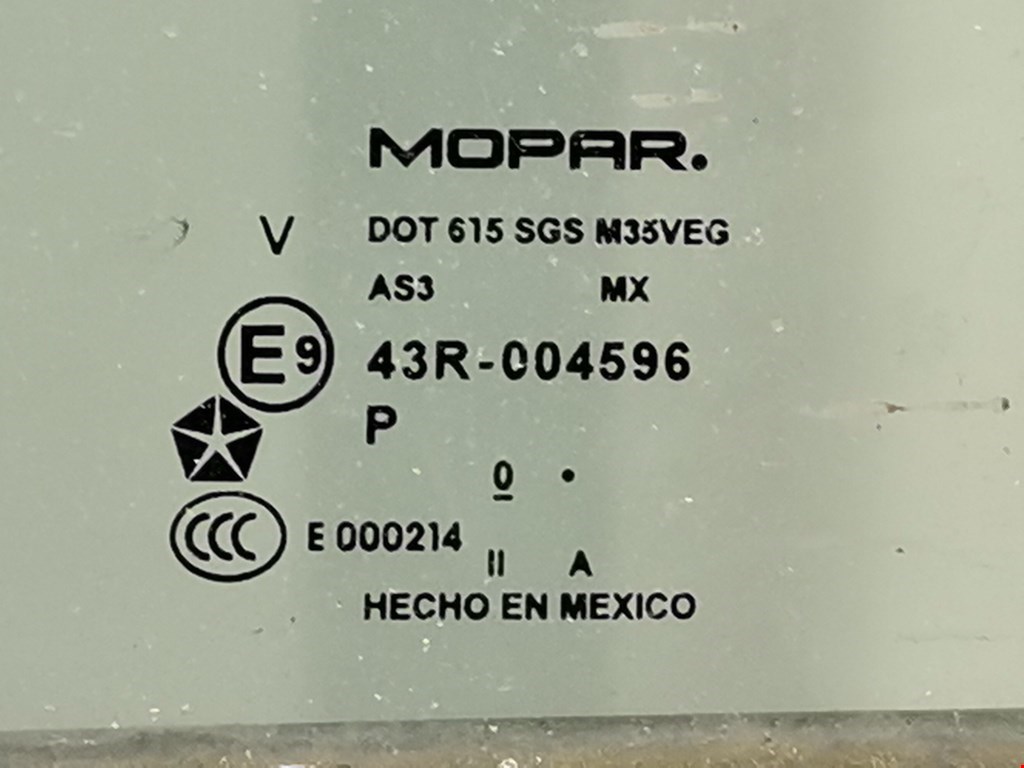 MOPAR.
V DOT 615 SGS M35VEG
AS3 MX
E9 43R-004596
P
0 •
CCC E 000214
II A
HECHO EN MEXICO